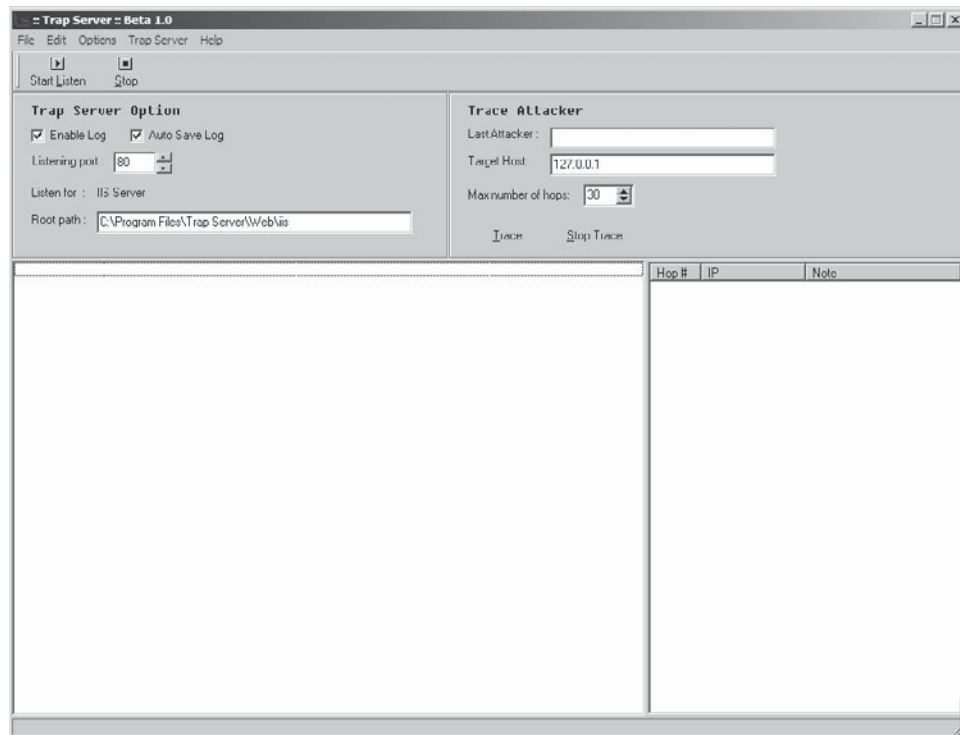 :: Trap Server :: Beta 1.0
File Edit Options Trap Server Help
Start Listen Stop
Trap Server Option
Enable Log Auto Save Log
Listening port : 80
Listen for : IIS Server
Root path : C:\Program Files\Trap Server\Web\iis
Trace Attacker
Last Attacker :
Target Host: 127.0.0.1
Max number of hops: 30
Trace Stop Trace
Hop # IP Note